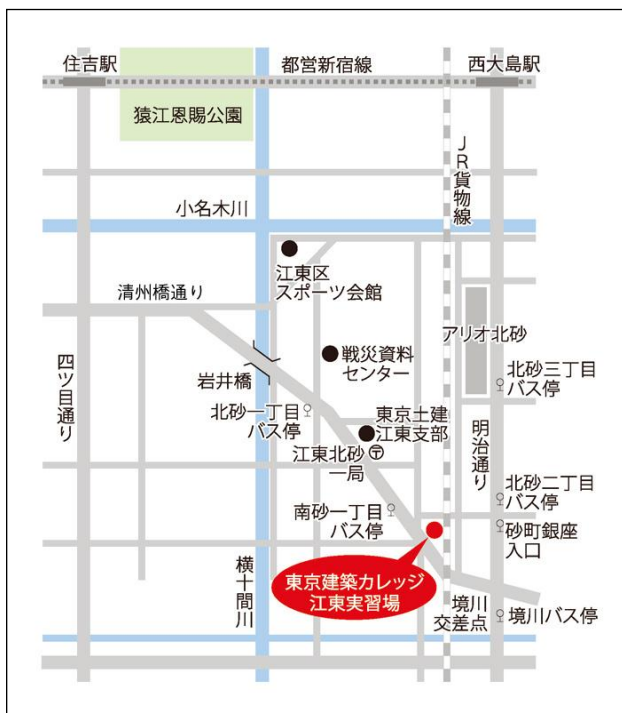 住吉駅
都営新宿線
西大島駅
猿江恩賜公園
JR貨物線
小名木川
江東区
スポーツ会館
清州橋通り
アリオ北砂
戦災資料
センター
四ツ目通り
岩井橋
北砂三丁目
バス停
北砂一丁目
バス停
東京土建
江東支部
明治通り
江東北砂〒
一局
北砂二丁目
バス停
南砂一丁目
バス停
砂町銀座
入口
横十間川
東京建築カレッジ
江東実習場
境川
交差点
境川バス停